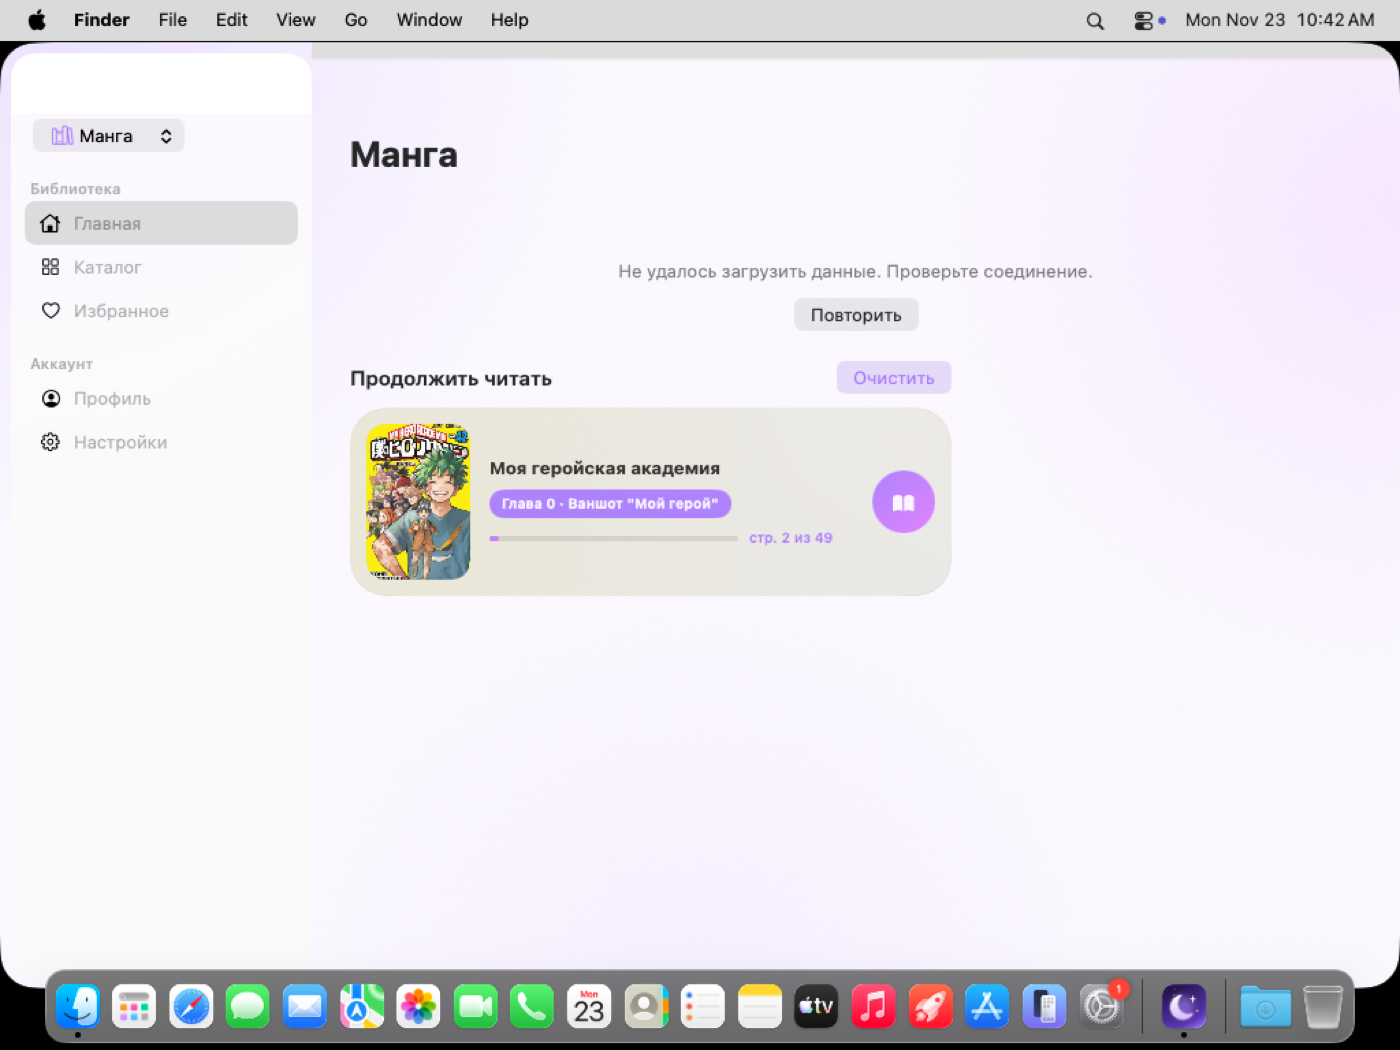 Finder File Edit View Go Window Help Mon Nov 23 10:42 AM
Манга
Библиотека
Главная
Каталог
Избранное
Аккаунт
Профиль
Настройки
Манга
Не удалось загрузить данные. Проверьте соединение.
Повторить
Продолжить читать
Очистить
Моя геройская академия
Глава 0 · Ваншот "Мой герой"
стр. 2 из 49
Mon
23
tv
1